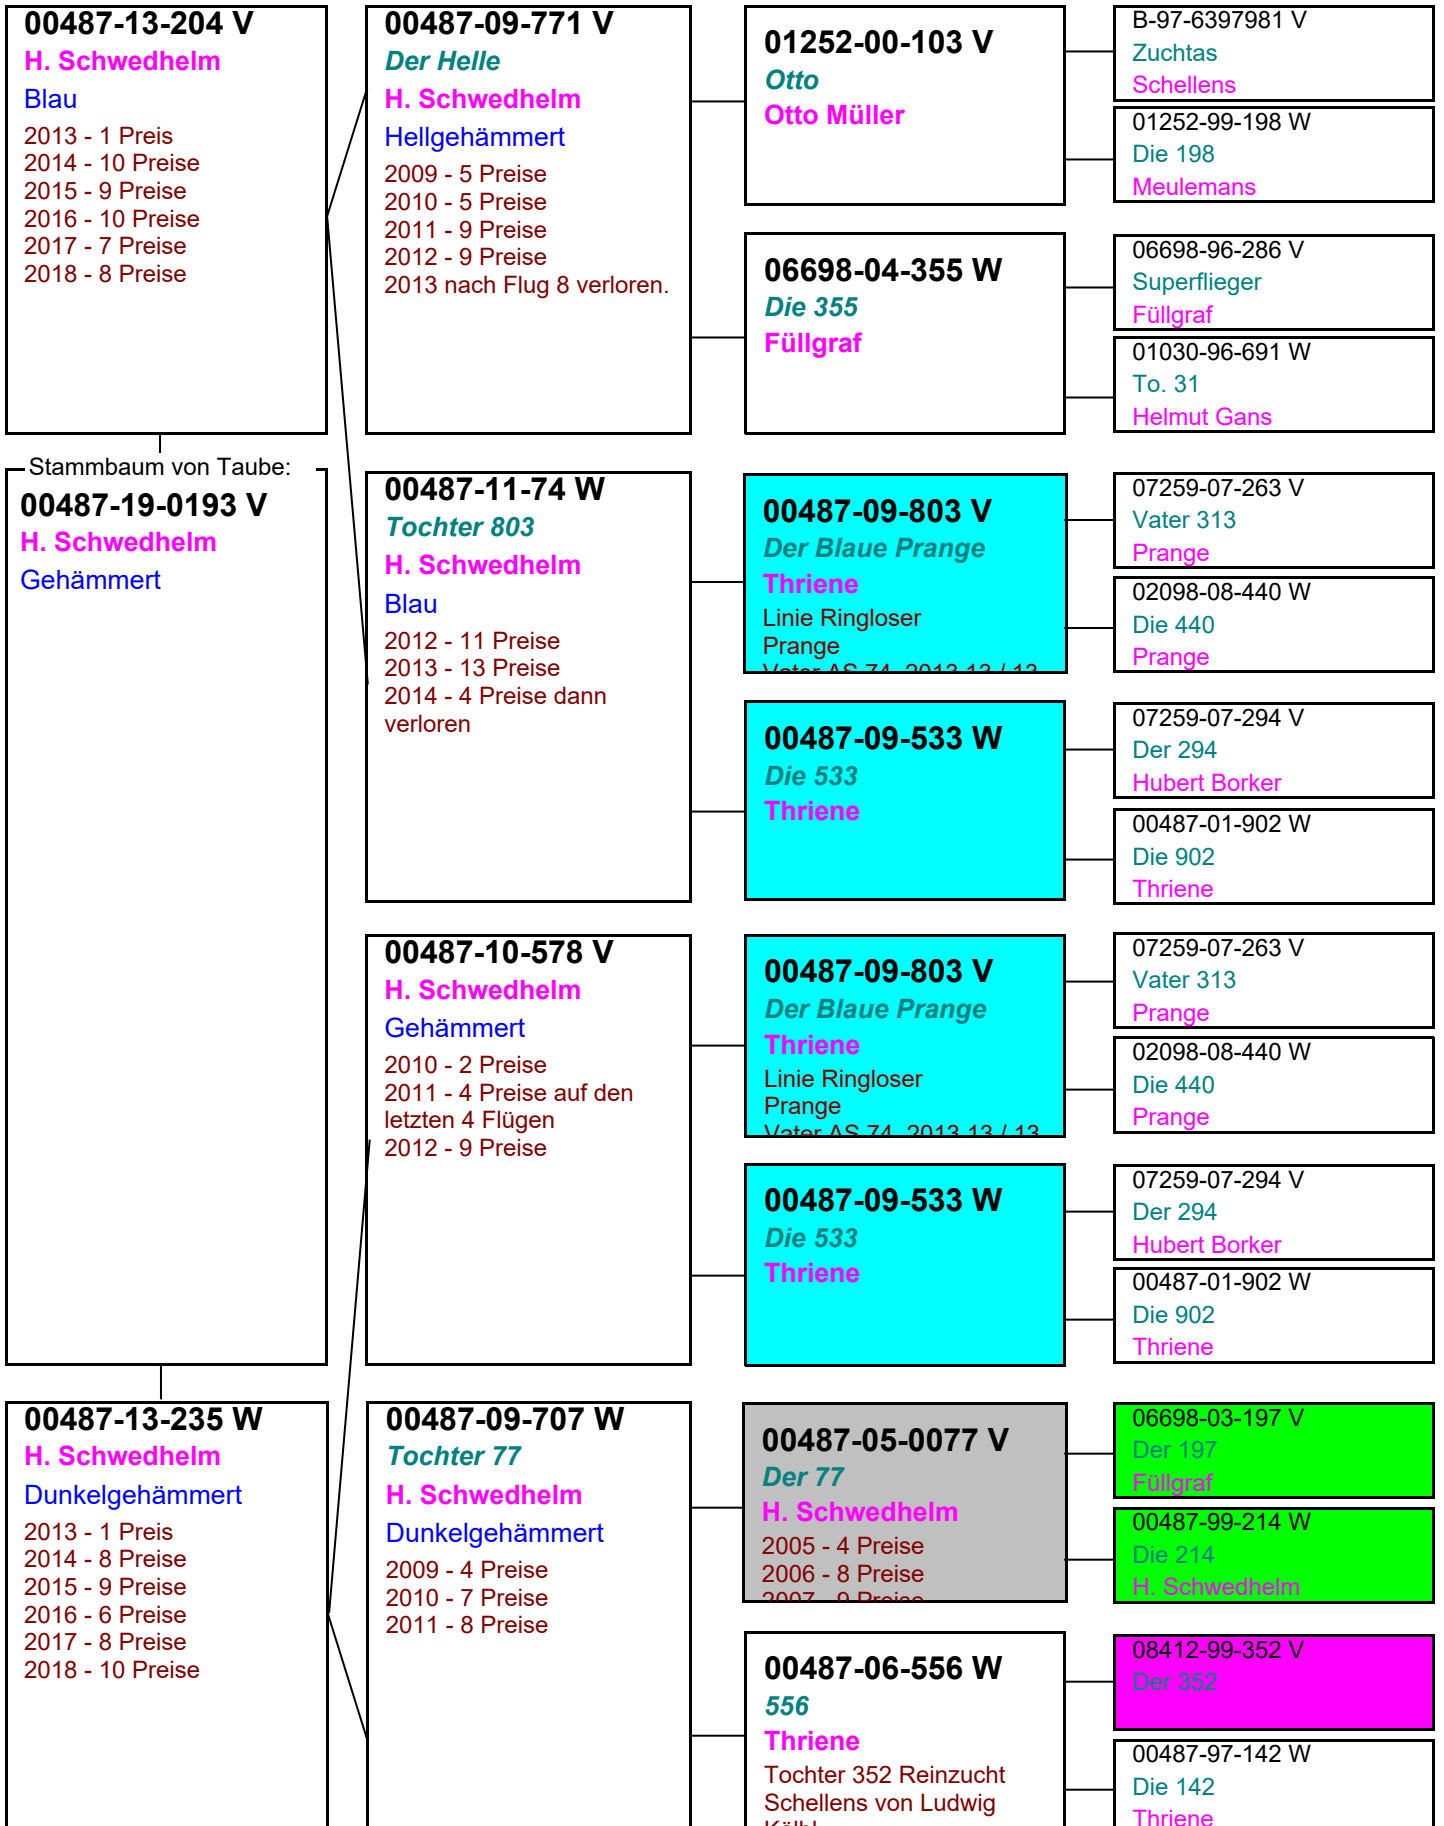 00487-13-204 V
H. Schwedhelm
Blau
2013 - 1 Preis
2014 - 10 Preise
2015 - 9 Preise
2016 - 10 Preise
2017 - 7 Preise
2018 - 8 Preise
Stammbaum von Taube:
00487-19-0193 V
H. Schwedhelm
Gehämmert
00487-13-235 W
H. Schwedhelm
Dunkelgehämmert
2013 - 1 Preis
2014 - 8 Preise
2015 - 9 Preise
2016 - 6 Preise
2017 - 8 Preise
2018 - 10 Preise
00487-09-771 V
Der Helle
H. Schwedhelm
Hellgehämmert
2009 - 5 Preise
2010 - 5 Preise
2011 - 9 Preise
2012 - 9 Preise
2013 nach Flug 8 verloren.
00487-11-74 W
Tochter 803
H. Schwedhelm
Blau
2012 - 11 Preise
2013 - 13 Preise
2014 - 4 Preise dann
verloren
00487-10-578 V
H. Schwedhelm
Gehämmert
2010 - 2 Preise
2011 - 4 Preise auf den
letzten 4 Flügen
2012 - 9 Preise
00487-09-707 W
Tochter 77
H. Schwedhelm
Dunkelgehämmert
2009 - 4 Preise
2010 - 7 Preise
2011 - 8 Preise
01252-00-103 V
Otto
Otto Müller
06698-04-355 W
Die 355
Füllgraf
00487-09-803 V
Der Blaue Prange
Thriene
Linie Ringloser
Prange
Vater AS 74, 2013 13 / 13
00487-09-533 W
Die 533
Thriene
00487-09-803 V
Der Blaue Prange
Thriene
Linie Ringloser
Prange
Vater AS 74, 2013 13 / 13
00487-09-533 W
Die 533
Thriene
00487-05-0077 V
Der 77
H. Schwedhelm
2005 - 4 Preise
2006 - 8 Preise
2007 - 9 Preise
00487-06-556 W
556
Thriene
Tochter 352 Reinzucht
Schellens von Ludwig
B-97-6397981 V
Zuchtas
Schellens
01252-99-198 W
Die 198
Meulemans
06698-96-286 V
Superflieger
Füllgraf
01030-96-691 W
To. 31
Helmut Gans
07259-07-263 V
Vater 313
Prange
02098-08-440 W
Die 440
Prange
07259-07-294 V
Der 294
Hubert Borker
00487-01-902 W
Die 902
Thriene
07259-07-263 V
Vater 313
Prange
02098-08-440 W
Die 440
Prange
07259-07-294 V
Der 294
Hubert Borker
00487-01-902 W
Die 902
Thriene
06698-03-197 V
Der 197
Füllgraf
00487-99-214 W
Die 214
H. Schwedhelm
08412-99-352 V
Der 352
00487-97-142 W
Die 142
Thriene